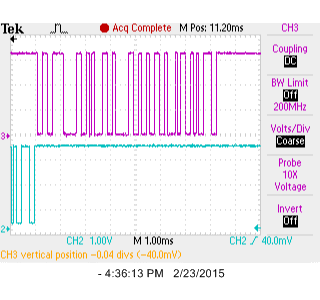 Tek Acq Complete M Pos: 11.20ms CH3
Coupling
DC
BW Limit
Off
200MHz
Volts/Div
Coarse
Probe
10X
Voltage
Invert
Off
3
2
CH2 1.00V M 1.00ms CH2 40.0mV
CH3 vertical position -0.04 divs (-40.0mV)
- 4:36:13 PM 2/23/2015